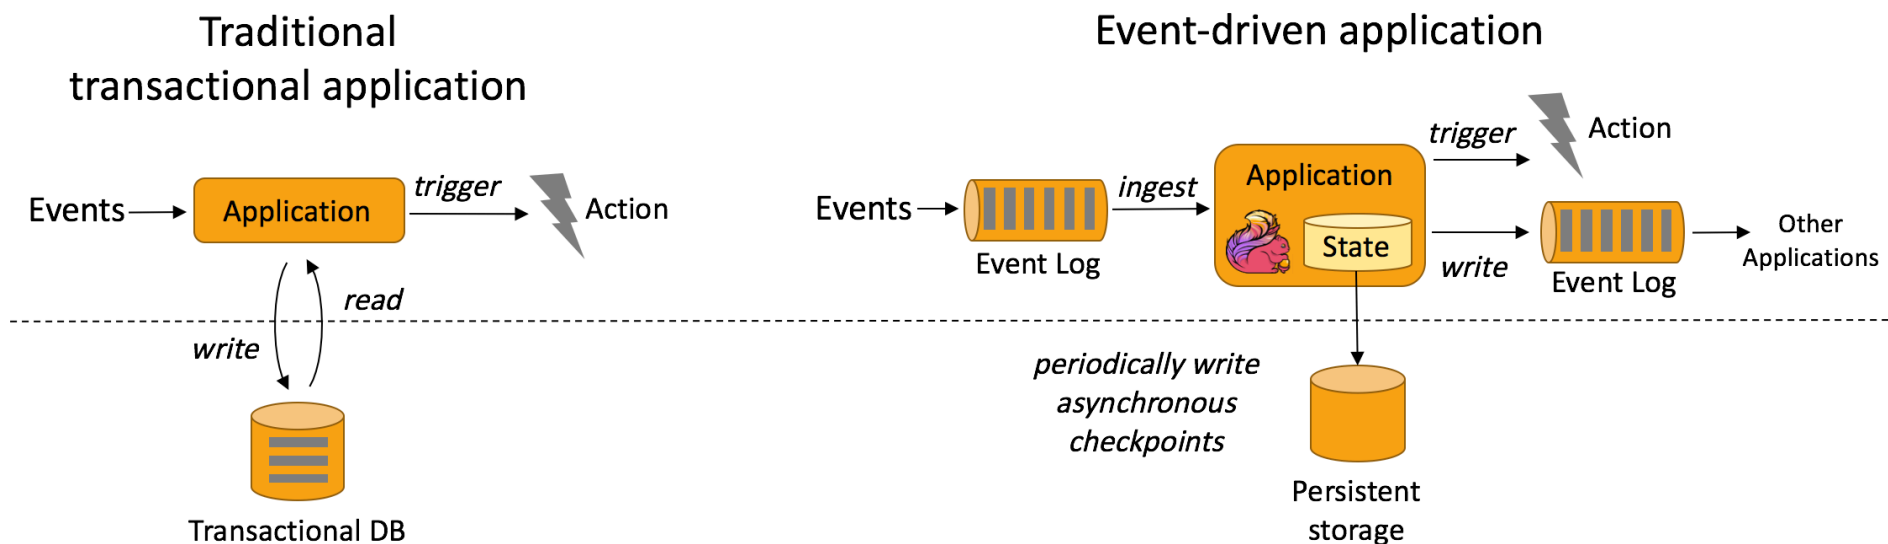 Traditional
transactional application
Events
Application
trigger
Action
read
write
Transactional DB
Event-driven application
Events
Event Log
ingest
Application
State
trigger
Action
write
Event Log
Other
Applications
periodically write
asynchronous
checkpoints
Persistent
storage